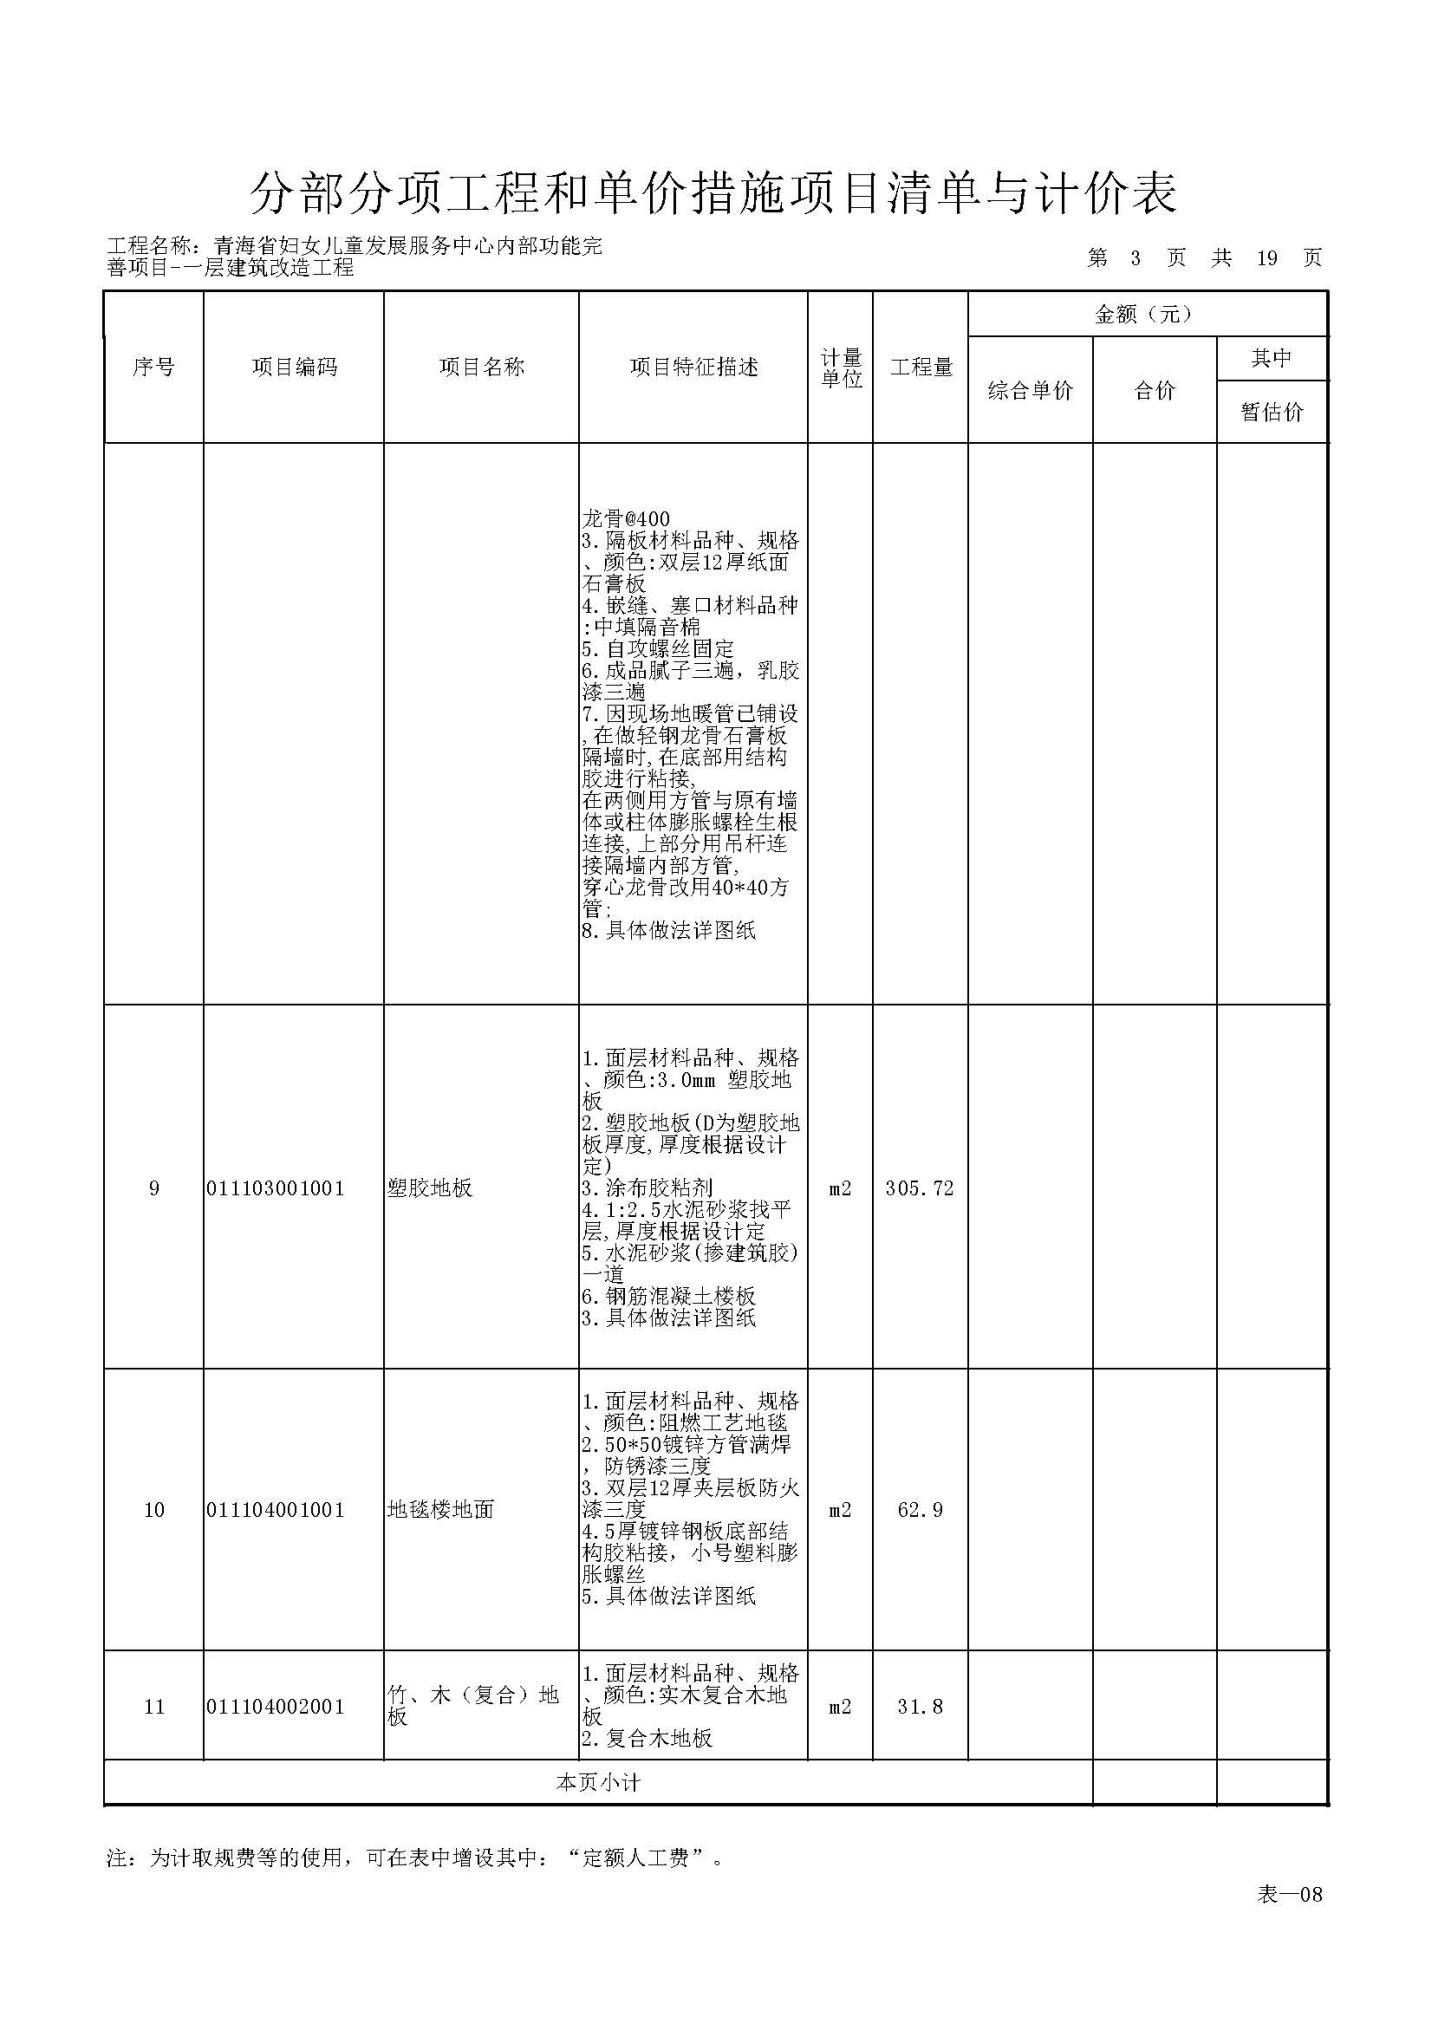 分部分项工程和单价措施项目清单与计价表
工程名称：青海省妇女儿童发展服务中心内部功能完
善项目-一层建筑改造工程
第 3 页 共 19 页
序号
项目编码
项目名称
项目特征描述
计量
单位
工程量
金额（元）
综合单价
合价
其中
暂估价
龙骨@400
3.隔板材料品种、规格
、颜色:双层12厚纸面
石膏板
4.嵌缝、塞口材料品种
:中填隔音棉
5.自攻螺丝固定
6.成品腻子三遍，乳胶
漆三遍
7.因现场地暖管已铺设
,在做轻钢龙骨石膏板
隔墙时,在底部用结构
胶进行粘接,
在两侧用方管与原有墙
体或柱体膨胀螺栓生根
连接,上部分用吊杆连
接隔墙内部方管,
穿心龙骨改用40*40方
管;
8.具体做法详图纸
9
011103001001
塑胶地板
1.面层材料品种、规格
、颜色:3.0mm 塑胶地
板
2.塑胶地板(D为塑胶地
板厚度,厚度根据设计
定)
3.涂布胶粘剂
4.1:2.5水泥砂浆找平
层,厚度根据设计定
5.水泥砂浆(掺建筑胶)
一道
6.钢筋混凝土楼板
3.具体做法详图纸
m2
305.72
10
011104001001
地毯楼地面
1.面层材料品种、规格
、颜色:阻燃工艺地毯
2.50*50镀锌方管满焊
，防锈漆三度
3.双层12厚夹层板防火
漆三度
4.5厚镀锌钢板底部结
构胶粘接，小号塑料膨
胀螺丝
5.具体做法详图纸
m2
62.9
11
011104002001
竹、木（复合）地
板
1.面层材料品种、规格
、颜色:实木复合木地
板
2.复合木地板
m2
31.8
本页小计
注：为计取规费等的使用，可在表中增设其中：“定额人工费”。
表—08